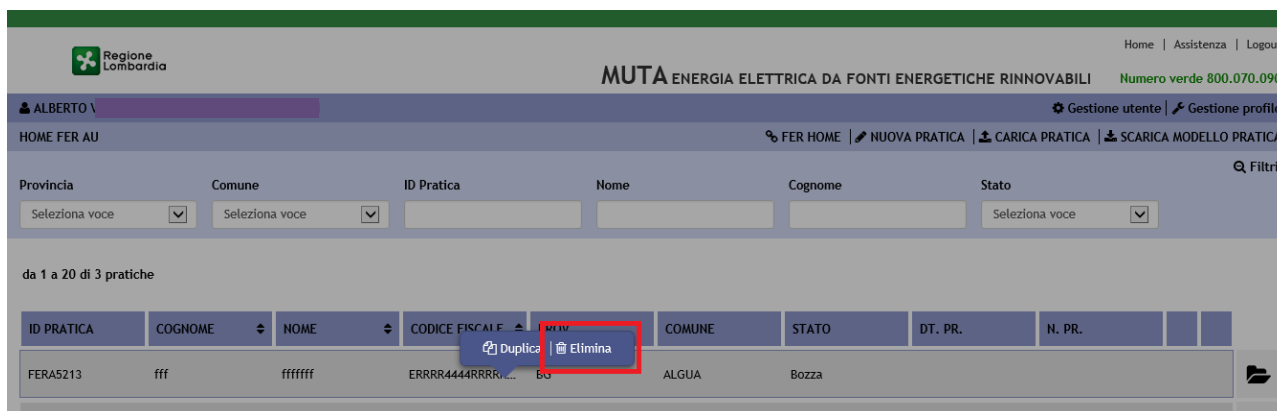 Regione
Lombardia
Home | Assistenza | Logou
MUTA ENERGIA ELETTRICA DA FONTI ENERGETICHE RINNOVABILI
Numero verde 800.070.090
ALBERTO
Gestione utente | Gestione profilo
HOME FER AU
FER HOME | NUOVA PRATICA | CARICA PRATICA | SCARICA MODELLO PRATICA
Filtri
Provincia Comune ID Pratica Nome Cognome Stato
Seleziona voce Seleziona voce Seleziona voce
da 1 a 20 di 3 pratiche
ID PRATICA COGNOME NOME CODICE FISCALE PROV COMUNE STATO DT. PR. N. PR.
Duplica | Elimina
FERA5213 fff fffffff BG ALGUA Bozza